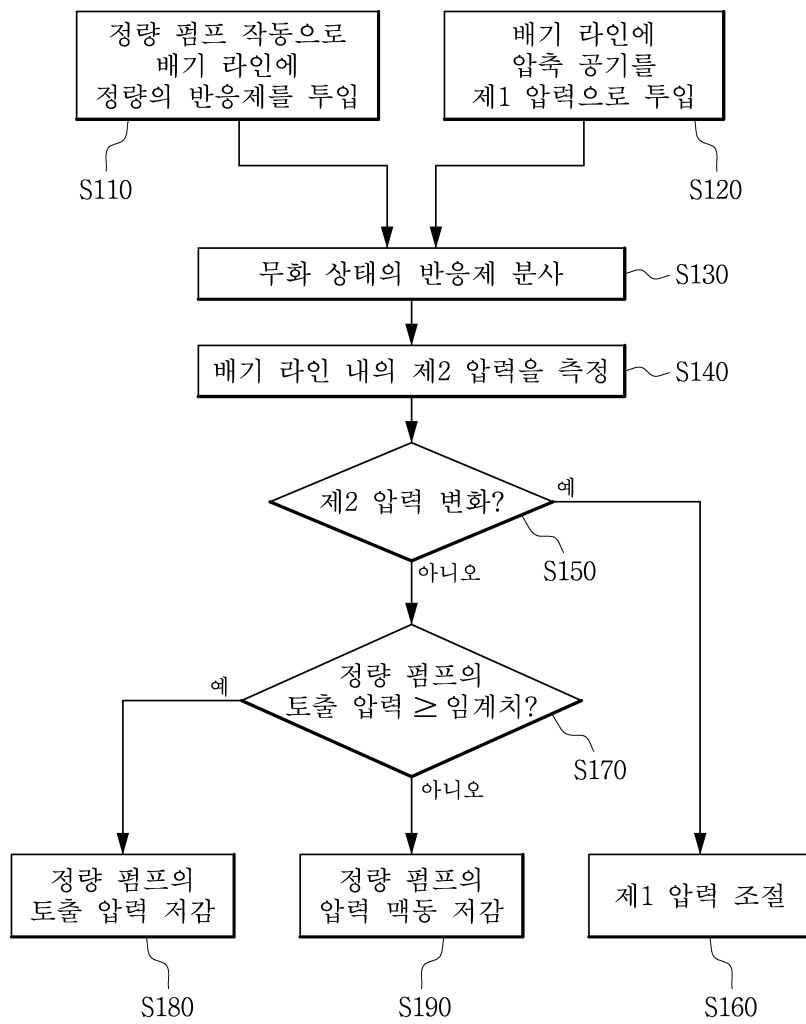 정량 펌프 작동으로
배기 라인에
정량의 반응제를 투입
S110
배기 라인에
압축 공기를
제1 압력으로 투입
S120
무화 상태의 반응제 분사
S130
배기 라인 내의 제2 압력을 측정
S140
제2 압력 변화?
예
S150
아니오
정량 펌프의
토출 압력 ≥ 임계치?
예
S170
아니오
정량 펌프의
토출 압력 저감
S180
정량 펌프의
압력 맥동 저감
S190
제1 압력 조절
S160